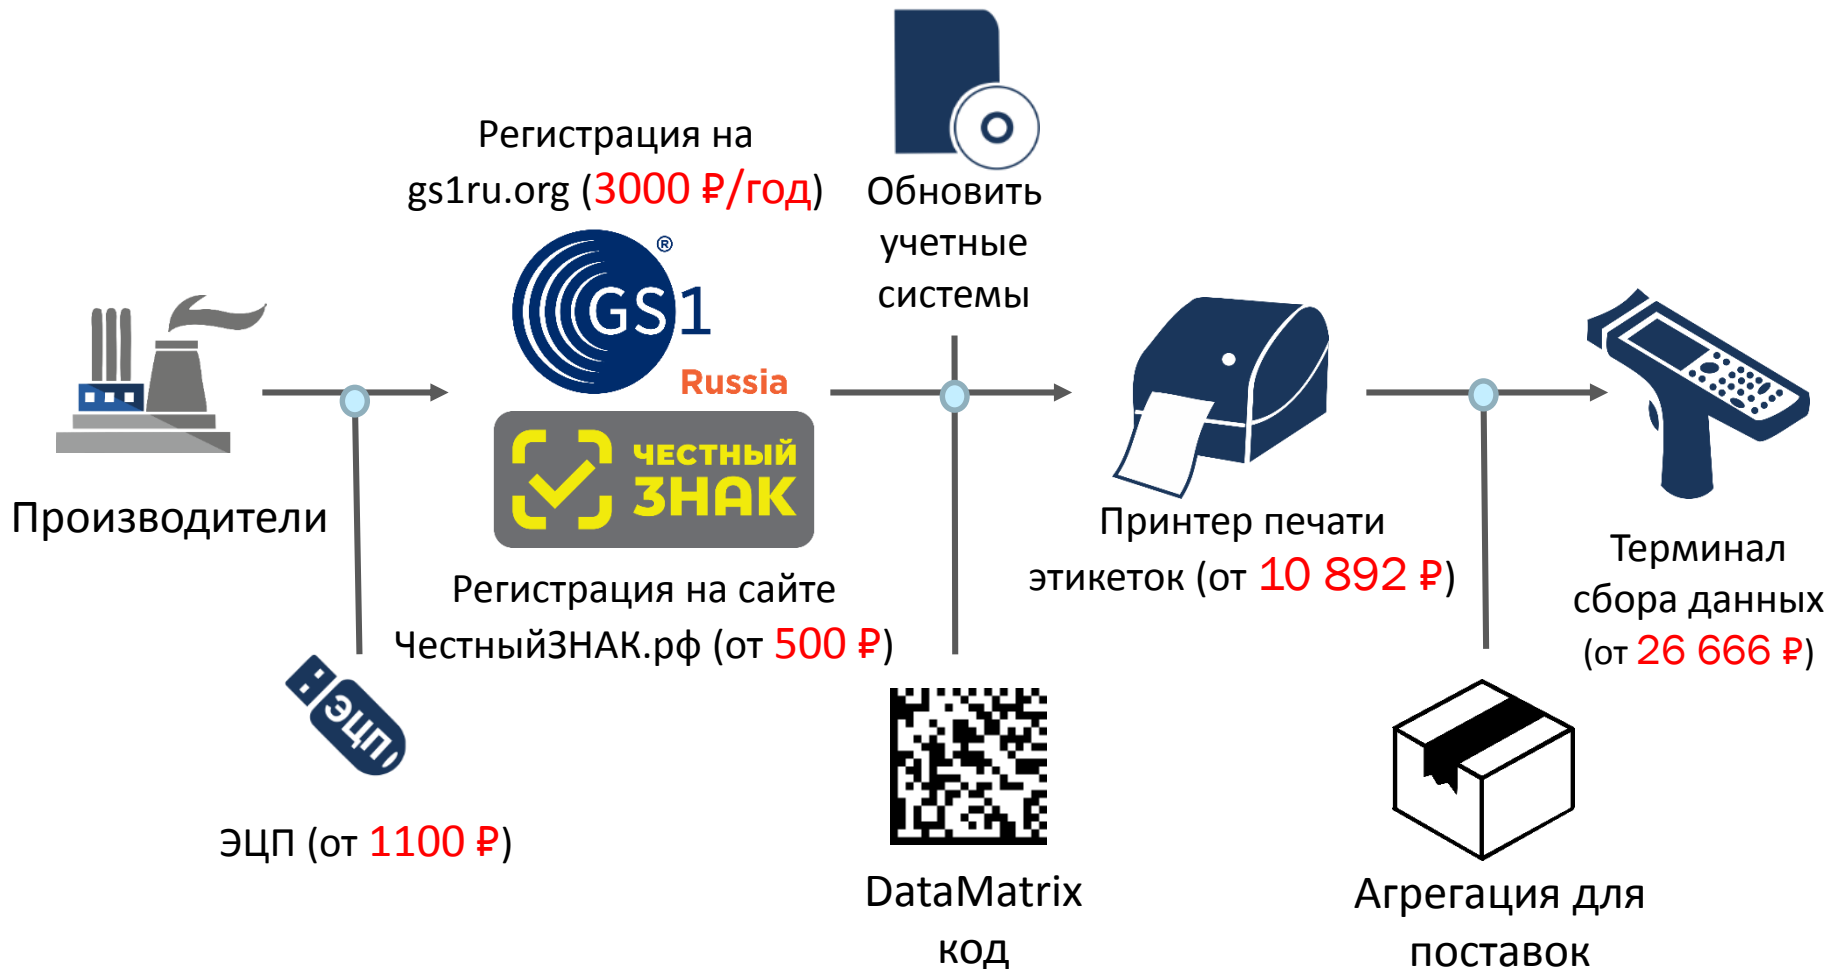 Регистрация на
gs1ru.org (3000 ₽/год)
Обновить
учетные
системы
GS1
®
Russia
ЧЕСТНЫЙ
ЗНАК
Производители
Регистрация на сайте
ЧестныйЗНАК.рф (от 500 ₽)
Принтер печати
этикеток (от 10 892 ₽)
Терминал
сбора данных
(от 26 666 ₽)
ЭЦП
ЭЦП (от 1100 ₽)
DataMatrix
код
Агрегация для
поставок